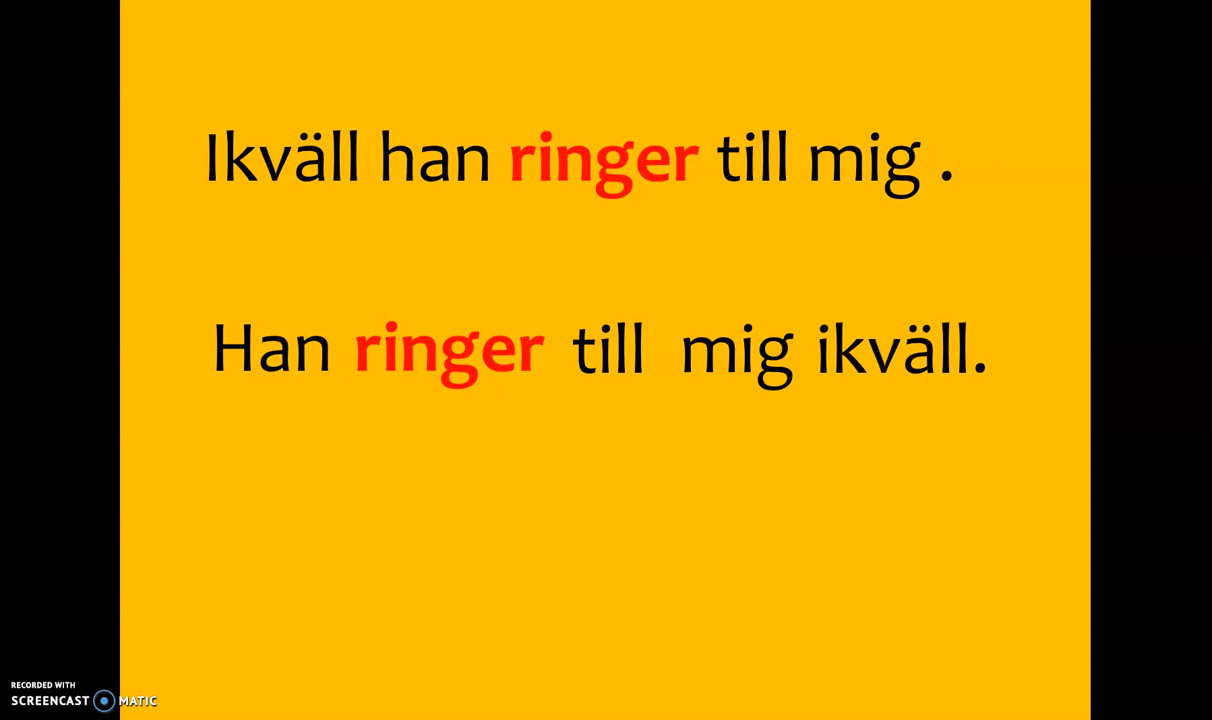 Ikväll han ringer till mig .
Han ringer till mig ikväll.
RECORDED WITH
SCREENCAST MATIC